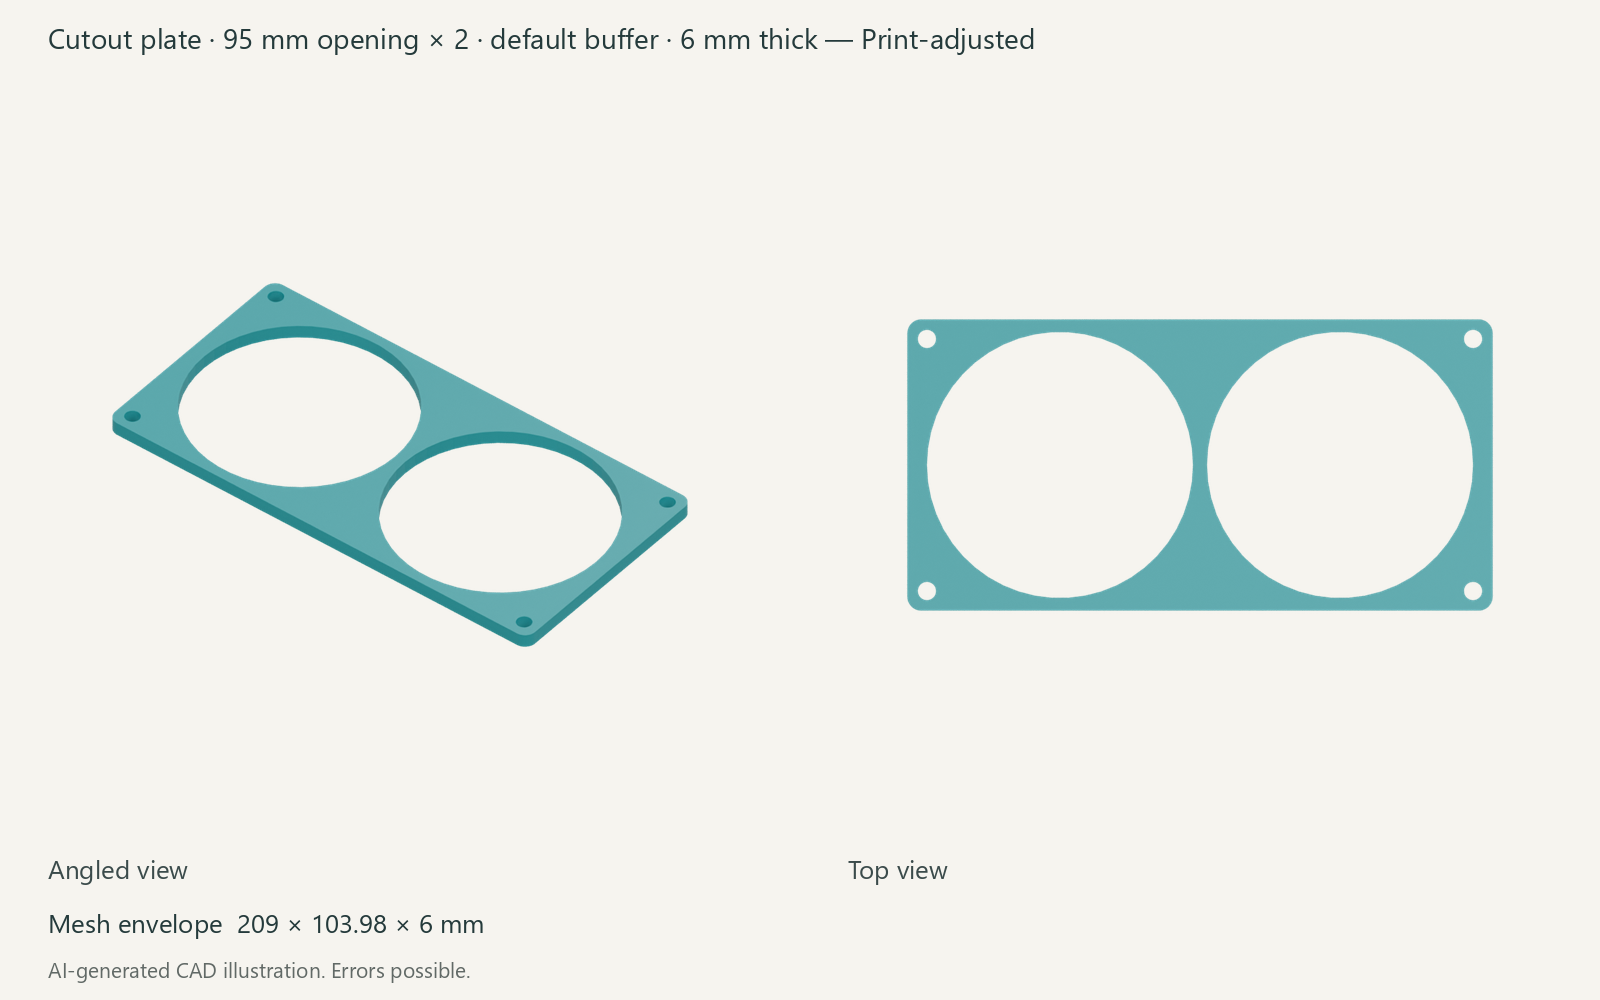 Cutout plate · 95 mm opening × 2 · default buffer · 6 mm thick — Print-adjusted
Angled view
Top view
Mesh envelope 209 × 103.98 × 6 mm
AI-generated CAD illustration. Errors possible.